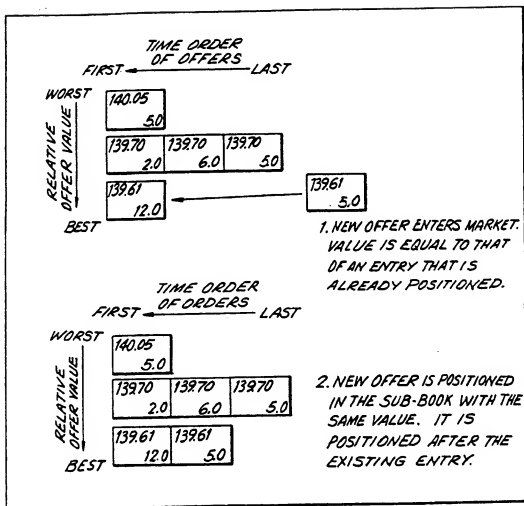 TIME ORDER
OF OFFERS
FIRST LAST
WORST
RELATIVE
OFFER VALUE
BEST
140.05
5.0
139.70 139.70 139.70
2.0 6.0 5.0
139.61
12.0
139.61
5.0
1. NEW OFFER ENTERS MARKET.
VALUE IS EQUAL TO THAT
OF AN ENTRY THAT IS
ALREADY POSITIONED.
TIME ORDER
OF ORDERS
FIRST LAST
WORST
RELATIVE
OFFER VALUE
BEST
140.05
5.0
139.70 139.70 139.70
2.0 6.0 5.0
139.61 139.61
12.0 5.0
2. NEW OFFER IS POSITIONED
IN THE SUB-BOOK WITH THE
SAME VALUE. IT IS
POSITIONED AFTER THE
EXISTING ENTRY.